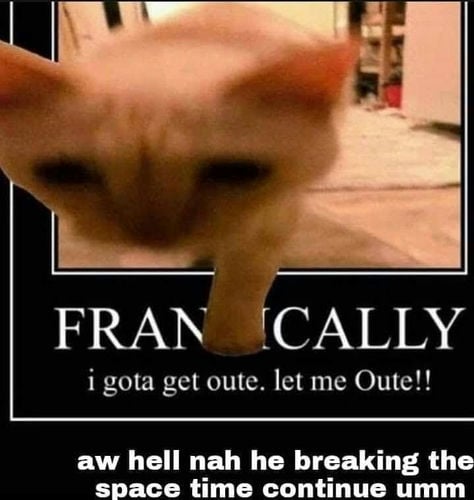 FRAN ICALLY
i gota get oute. let me Oute!!
aw hell nah he breaking the
space time continue umm